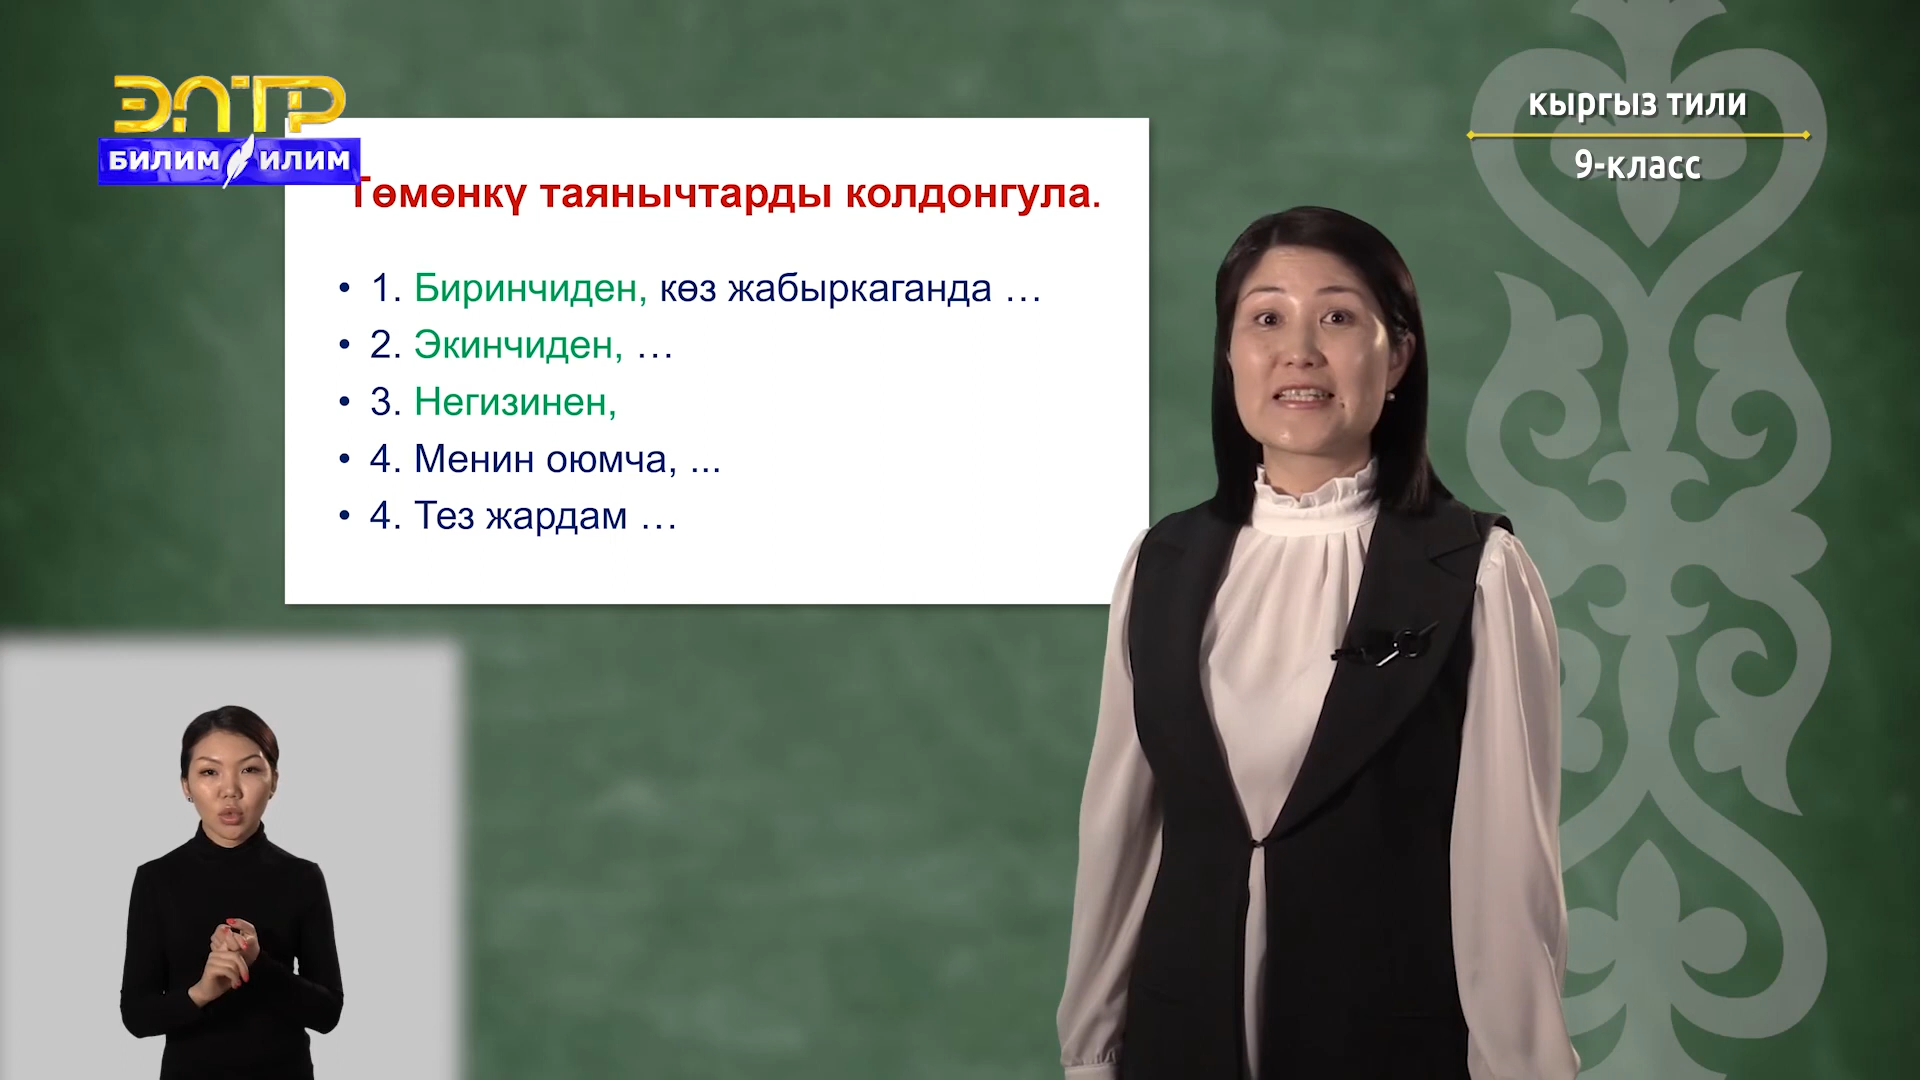 ЭЛТР
БИЛИМ ИЛИМ
кыргыз тили
9-класс
Төмөнкү таянычтарды колдонгула.
• 1. Биринчиден, көз жабыркаганда …
• 2. Экинчиден, …
• 3. Негизинен,
• 4. Менин оюмча, ...
• 4. Тез жардам …